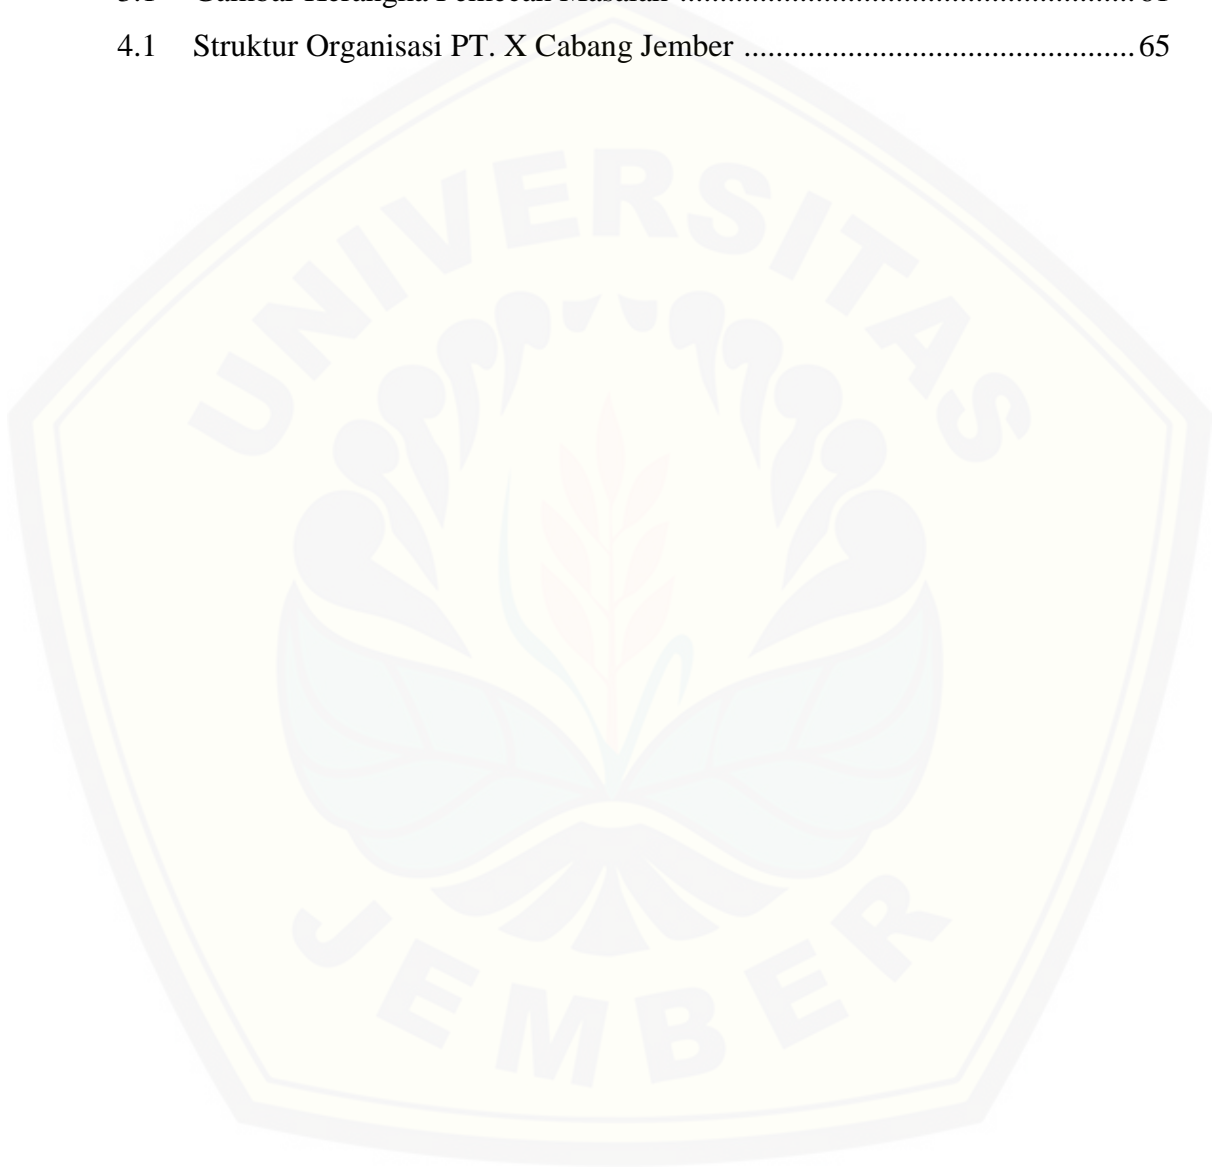 4.1 Struktur Organisasi PT. X Cabang Jember ................................................. 65
UNIVERSITAS
JEMBER